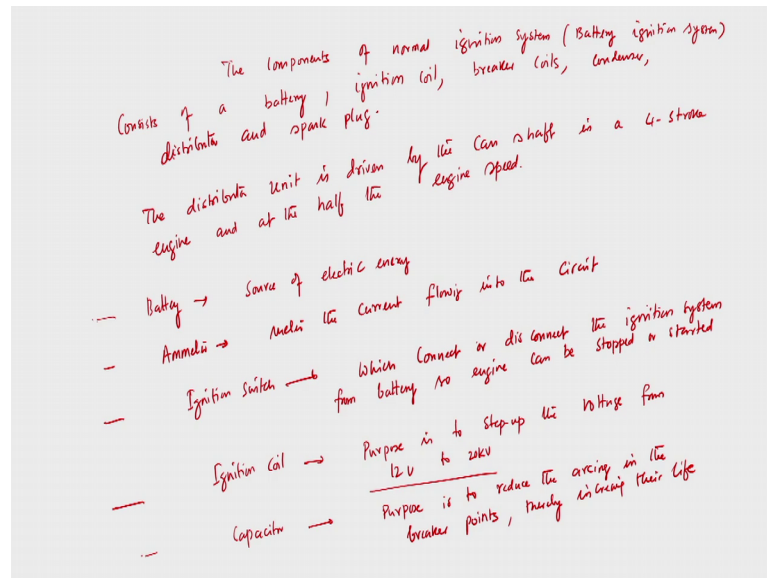 The components of normal ignition system (Battery ignition system)
Consists of a battery, ignition coil, breaker coils, condenser,
distributor and spark plug.
The distributor unit is driven by the Cam shaft in a 4-stroke
engine and at the half the engine speed.
— Battery → Source of electric energy
— Ammeter → the current flowing into the Circuit
— Ignition Switch → Which Connect or disconnect the ignition system
from battery so engine can be stopped or started
— Ignition Coil → Purpose is to step-up the voltage from
12 V to 20KV
— Capacitor → Purpose is to reduce the arcing in the
breaker points, thereby increasing their life